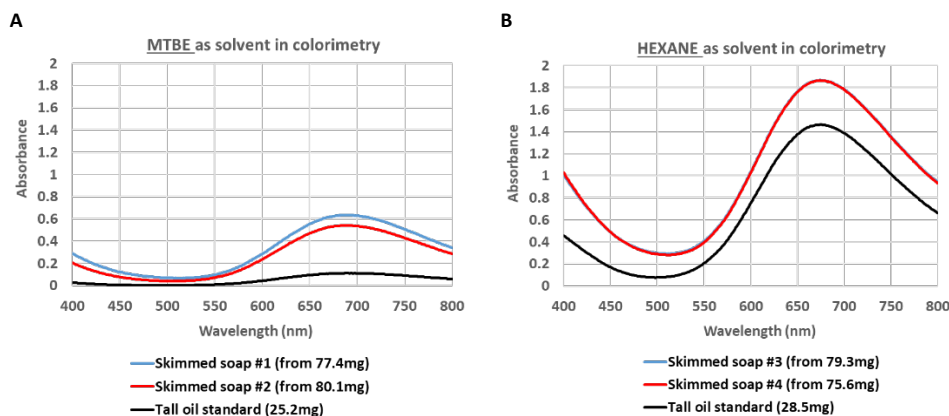 A
MTBE as solvent in colorimetry
2
1.8
1.6
1.4
1.2
1
0.8
0.6
0.4
0.2
0
Absorbance
400 450 500 550 600 650 700 750 800
Wavelength (nm)
Skimmed soap #1 (from 77.4mg)
Skimmed soap #2 (from 80.1mg)
Tall oil standard (25.2mg)
B
HEXANE as solvent in colorimetry
2
1.8
1.6
1.4
1.2
1
0.8
0.6
0.4
0.2
0
Absorbance
400 450 500 550 600 650 700 750 800
Wavelength (nm)
Skimmed soap #3 (from 79.3mg)
Skimmed soap #4 (from 75.6mg)
Tall oil standard (28.5mg)